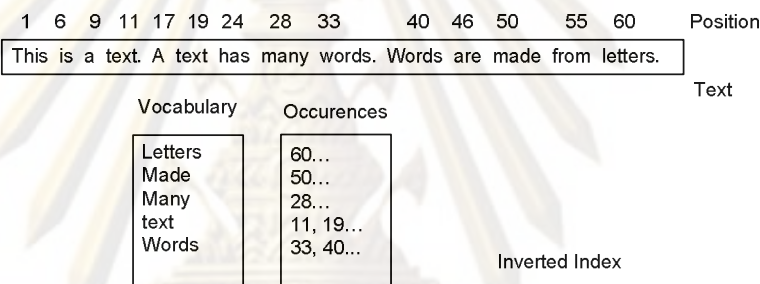 1 6 9 11 17 19 24 28 33 40 46 50 55 60 Position
This is a text. A text has many words. Words are made from letters.
Text
Vocabulary Occurences
Letters 60...
Made 50...
Many 28...
text 11, 19...
Words 33, 40...
Inverted Index